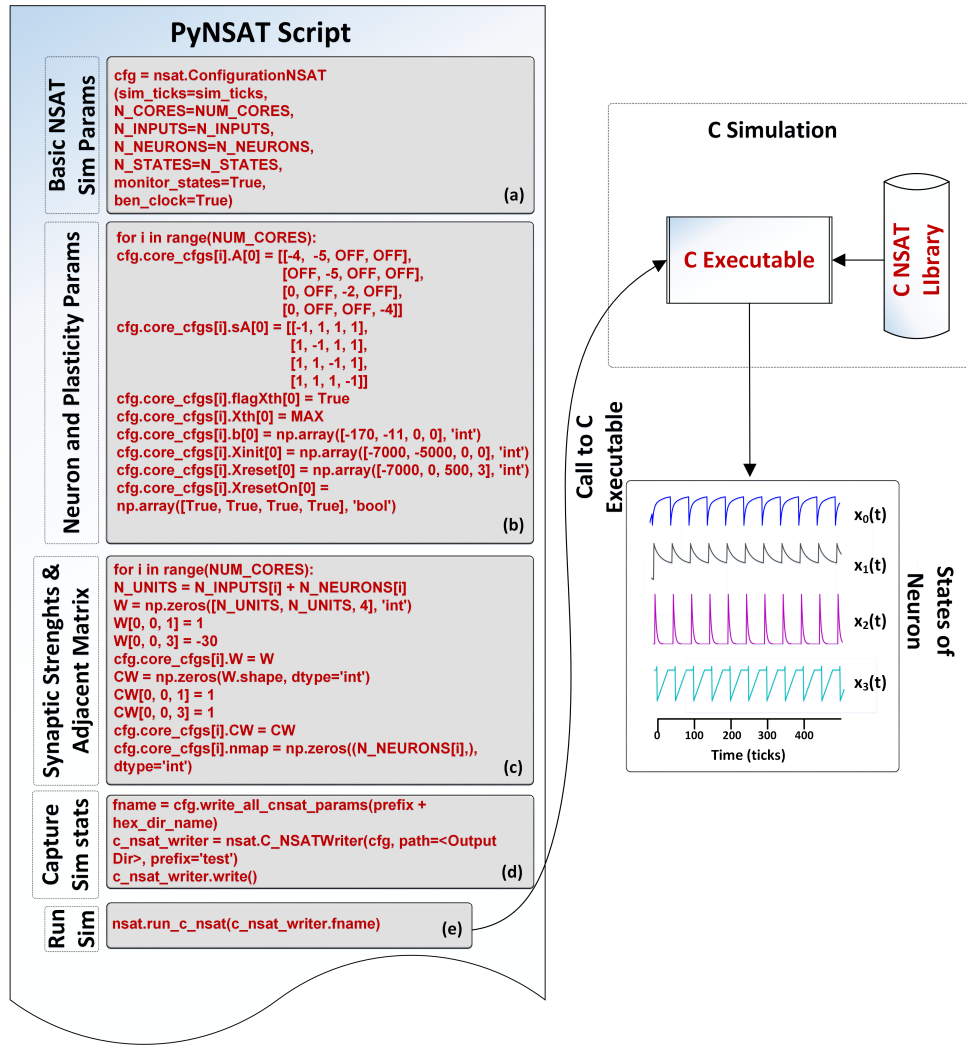 PyNSAT Script
Basic NSAT
Sim Params
cfg = nsat.ConfigurationNSAT
(sim_ticks=sim_ticks,
N_CORES=NUM_CORES,
N_INPUTS=N_INPUTS,
N_NEURONS=N_NEURONS,
N_STATES=N_STATES,
monitor_states=True,
ben_clock=True)
(a)
Neuron and Plasticity Params
for i in range(NUM_CORES):
cfg.core_cfgs[i].A[0] = [[-4, -5, OFF, OFF],
[OFF, -5, OFF, OFF],
[0, OFF, -2, OFF],
[0, OFF, OFF, -4]]
cfg.core_cfgs[i].sA[0] = [[-1, 1, 1, 1],
[1, -1, 1, 1],
[1, 1, -1, 1],
[1, 1, 1, -1]]
cfg.core_cfgs[i].flagXth[0] = True
cfg.core_cfgs[i].Xth[0] = MAX
cfg.core_cfgs[i].b[0] = np.array([-170, -11, 0, 0], 'int')
cfg.core_cfgs[i].Xinit[0] = np.array([-7000, -5000, 0, 0], 'int')
cfg.core_cfgs[i].Xreset[0] = np.array([-7000, 0, 500, 3], 'int')
cfg.core_cfgs[i].XresetOn[0] =
np.array([True, True, True, True], 'bool')
(b)
Synaptic Strenghts &
Adjacent Matrix
for i in range(NUM_CORES):
N_UNITS = N_INPUTS[i] + N_NEURONS[i]
W = np.zeros([N_UNITS, N_UNITS, 4], 'int')
W[0, 0, 1] = 1
W[0, 0, 3] = -30
cfg.core_cfgs[i].W = W
CW = np.zeros(W.shape, dtype='int')
CW[0, 0, 1] = 1
CW[0, 0, 3] = 1
cfg.core_cfgs[i].CW = CW
cfg.core_cfgs[i].nmap = np.zeros((N_NEURONS[i],),
dtype='int')
(c)
Capture
Sim stats
fname = cfg.write_all_cnsat_params(prefix +
hex_dir_name)
c_nsat_writer = nsat.C_NSATWriter(cfg, path=<Output
Dir>, prefix='test')
c_nsat_writer.write()
(d)
Run
Sim
nsat.run_c_nsat(c_nsat_writer.fname)
(e)
Call to C
Executable
C Simulation
C Executable
C NSAT
LIbrary
x0(t)
x1(t)
x2(t)
x3(t)
0 100 200 300 400
Time (ticks)
States of
Neuron